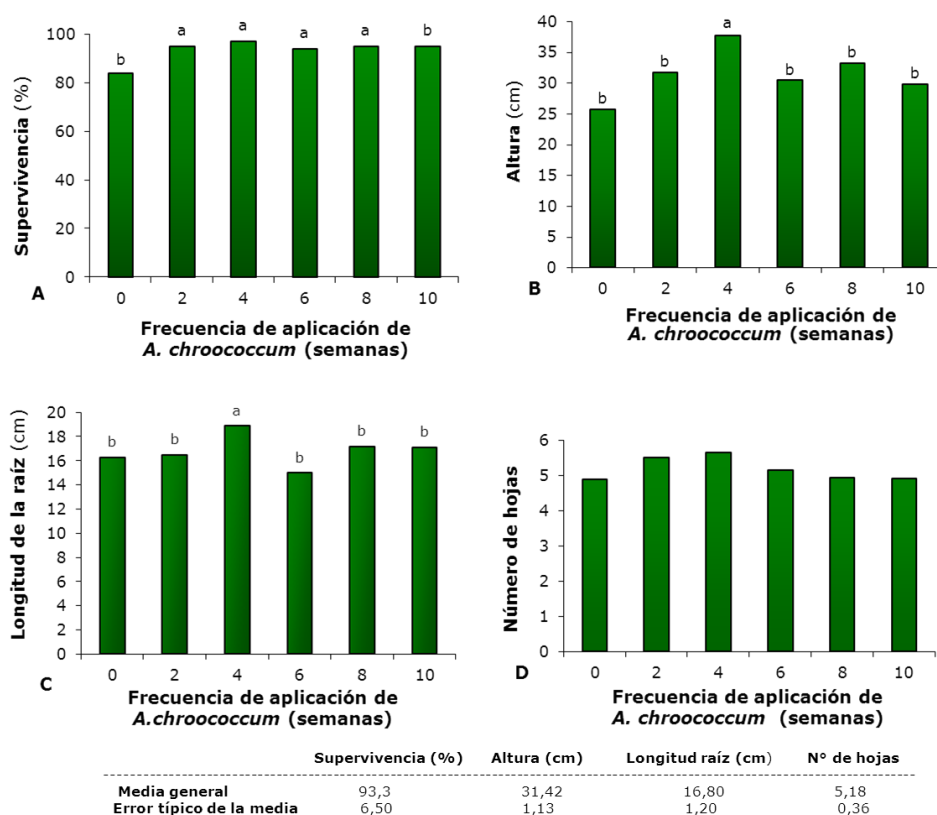 a a a a b
b
100
80
60
40
20
0
Supervivencia (%)
0 2 4 6 8 10
A
Frecuencia de aplicación de
A. chroococcum (semanas)
a
b b b b b
40
35
30
25
20
15
10
5
0
Altura (cm)
0 2 4 6 8 10
B
Frecuencia de aplicación de
A. chroococcum (semanas)
a
b b b b b
20
18
16
14
12
10
8
6
4
2
0
Longitud de la raíz (cm)
0 2 4 6 8 10
C
Frecuencia de aplicación de
A.chroococcum (semanas)
6
5
4
3
2
1
0
Número de hojas
0 2 4 6 8 10
D
Frecuencia de aplicación de
A. chroococcum (semanas)
Supervivencia (%) Altura (cm) Longitud raíz (cm) N° de hojas
Media general 93,3 31,42 16,80 5,18
Error típico de la media 6,50 1,13 1,20 0,36